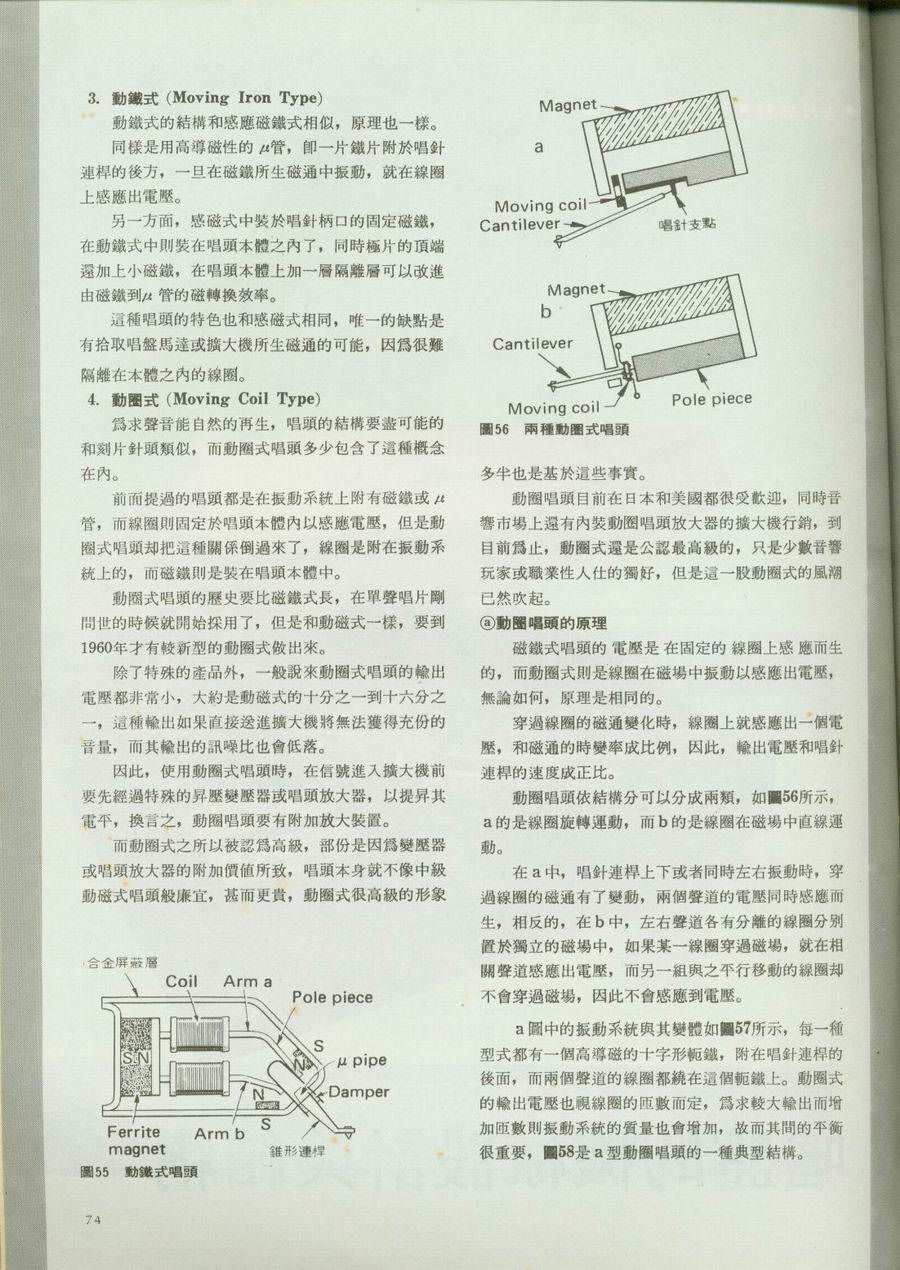 3. 動鐵式 (Moving Iron Type)
動鐵式的結構和感應磁鐵式相似，原理也一樣。
同樣是用高導磁性的 μ管，卽一片鐵片附於唱針
連桿的後方，一旦在磁鐵所生磁通中振動，就在線圈
上感應出電壓。
另一方面，感磁式中裝於唱針柄口的固定磁鐵，
在動鐵式中則裝在唱頭本體之內了，同時極片的頂端
還加上小磁鐵，在唱頭本體上加一層隔離層可以改進
由磁鐵到μ 管的磁轉換效率。
這種唱頭的特色也和感磁式相同，唯一的缺點是
有拾取唱盤馬達或擴大機所生磁通的可能，因爲很難
隔離在本體之內的線圈。
4. 動圈式 (Moving Coil Type)
爲求聲音能自然的再生，唱頭的結構要盡可能的
和刻片針頭類似，而動圈式唱頭多少包含了這種概念
在內。
前面提過的唱頭都是在振動系統上附有磁鐵或 μ
管，而線圈則固定於唱頭本體內以感應電壓，但是動
圈式唱頭却把這種關係倒過來了，線圈是附在振動系
統上的，而磁鐵則是裝在唱頭本體中。
動圈式唱頭的歷史要比磁鐵式長，在單聲唱片剛
問世的時候就開始採用了，但是和動磁式一樣，要到
1960年才有較新型的動圈式做出來。
除了特殊的產品外，一般說來動圈式唱頭的輸出
電壓都非常小，大約是動磁式的十分之一到十六分之
一，這種輸出如果直接送進擴大機將無法獲得充份的
音量，而其輸出的訊噪比也會低落。
因此，使用動圈式唱頭時，在信號進入擴大機前
要先經過特殊的昇壓變壓器或唱頭放大器，以提昇其
電平，換言之，動圈唱頭要有附加放大裝置。
而動圈式之所以被認爲高級，部份是因爲變壓器
或唱頭放大器的附加價値所致，唱頭本身就不像中級
動磁式唱頭般廉宜，甚而更貴，動圈式很高級的形象
合金屏蔽層
Coil
Arm a
Pole piece
S
N
μ pipe
S N
N
Damper
S
Ferrite
magnet
Arm b
錐形連桿
圖55 動鐵式唱頭
74
Magnet
a
Moving coil
Cantilever
唱針支點
Magnet
b
Cantilever
Moving coil
Pole piece
圖56 兩種動圈式唱頭
多半也是基於這些事實。
動圈唱頭目前在日本和美國都很受歡迎，同時音
響市場上還有內裝動圈唱頭放大器的擴大機行銷，到
目前爲止，動圈式還是公認最高級的，只是少數音響
玩家或職業性人仕的獨好，但是這一股動圈式的風潮
已然吹起。
ⓐ動圈唱頭的原理
磁鐵式唱頭的 電壓是 在固定的 線圈上感 應而生
的，而動圈式則是線圈在磁場中振動以感應出電壓，
無論如何，原理是相同的。
穿過線圈的磁通變化時，線圈上就感應出一個電
壓，和磁通的時變率成比例，因此，輸出電壓和唱針
連桿的速度成正比。
動圈唱頭依結構分可以分成兩類，如圖56所示，
a 的是線圈旋轉運動，而 b 的是線圈在磁場中直線運
動。
在 a 中，唱針連桿上下或者同時左右振動時，穿
過線圈的磁通有了變動，兩個聲道的電壓同時感應而
生，相反的，在 b 中，左右聲道各有分離的線圈分別
置於獨立的磁場中，如果某一線圈穿過磁場，就在相
關聲道感應出電壓，而另一組與之平行移動的線圈却
不會穿過磁場，因此不會感應到電壓。
a 圖中的振動系統與其變體如圖57所示，每一種
型式都有一個高導磁的十字形軛鐵，附在唱針連桿的
後面，而兩個聲道的線圈都繞在這個軛鐵上。動圈式
的輸出電壓也視線圈的匝數而定，爲求較大輸出而增
加匝數則振動系統的質量也會增加，故而其間的平衡
很重要，圖58是 a 型動圈唱頭的一種典型結構。